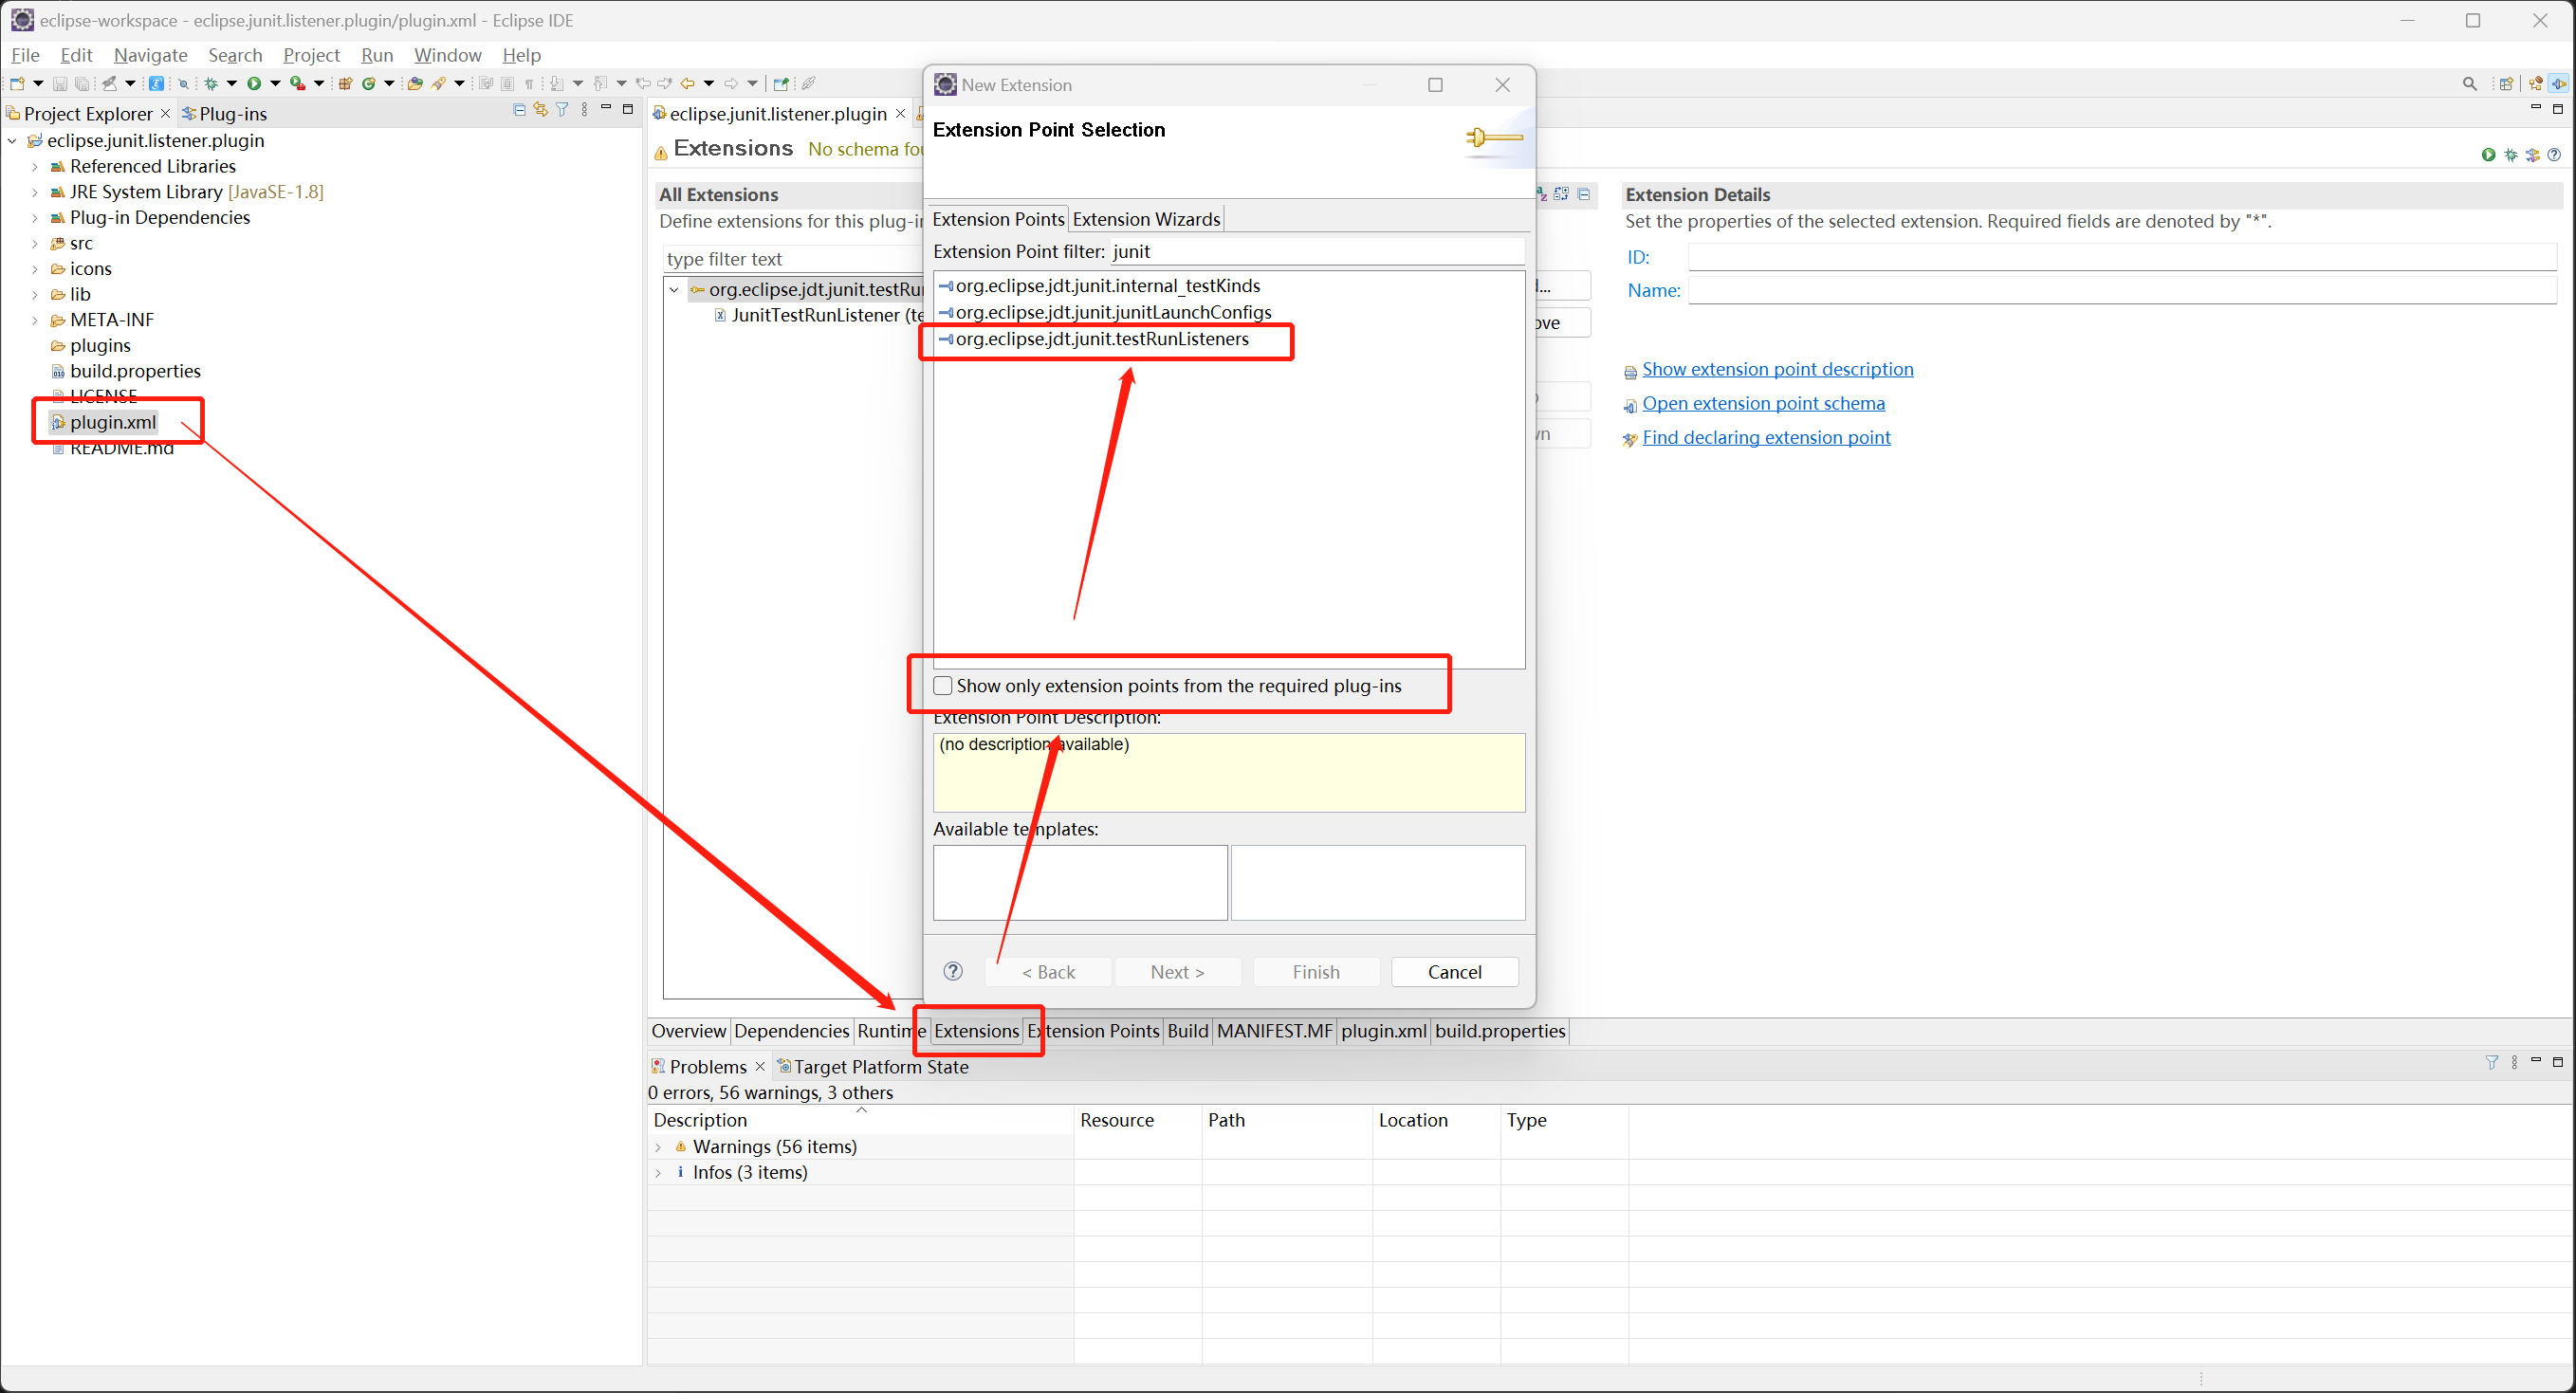 eclipse-workspace - eclipse.junit.listener.plugin/plugin.xml - Eclipse IDE
File Edit Navigate Search Project Run Window Help
Project Explorer Plug-ins
eclipse.junit.listener.plugin
Referenced Libraries
JRE System Library [JavaSE-1.8]
Plug-in Dependencies
src
icons
lib
META-INF
plugins
build.properties
LICENSE
plugin.xml
README.md
eclipse.junit.listener.plugin
Extensions No schema fou
All Extensions
Define extensions for this plug-i
type filter text
org.eclipse.jdt.junit.testRu
JunitTestRunListener (te
New Extension
Extension Point Selection
Extension Points Extension Wizards
Extension Point filter: junit
org.eclipse.jdt.junit.internal_testKinds
org.eclipse.jdt.junit.junitLaunchConfigs
org.eclipse.jdt.junit.testRunListeners
Show only extension points from the required plug-ins
Extension Point Description:
(no description available)
Available templates:
< Back Next > Finish Cancel
Extension Details
Set the properties of the selected extension. Required fields are denoted by "*".
ID:
Name:
Show extension point description
Open extension point schema
Find declaring extension point
Overview Dependencies Runtime Extensions Extension Points Build MANIFEST.MF plugin.xml build.properties
Problems Target Platform State
0 errors, 56 warnings, 3 others
Description Resource Path Location Type
Warnings (56 items)
Infos (3 items)